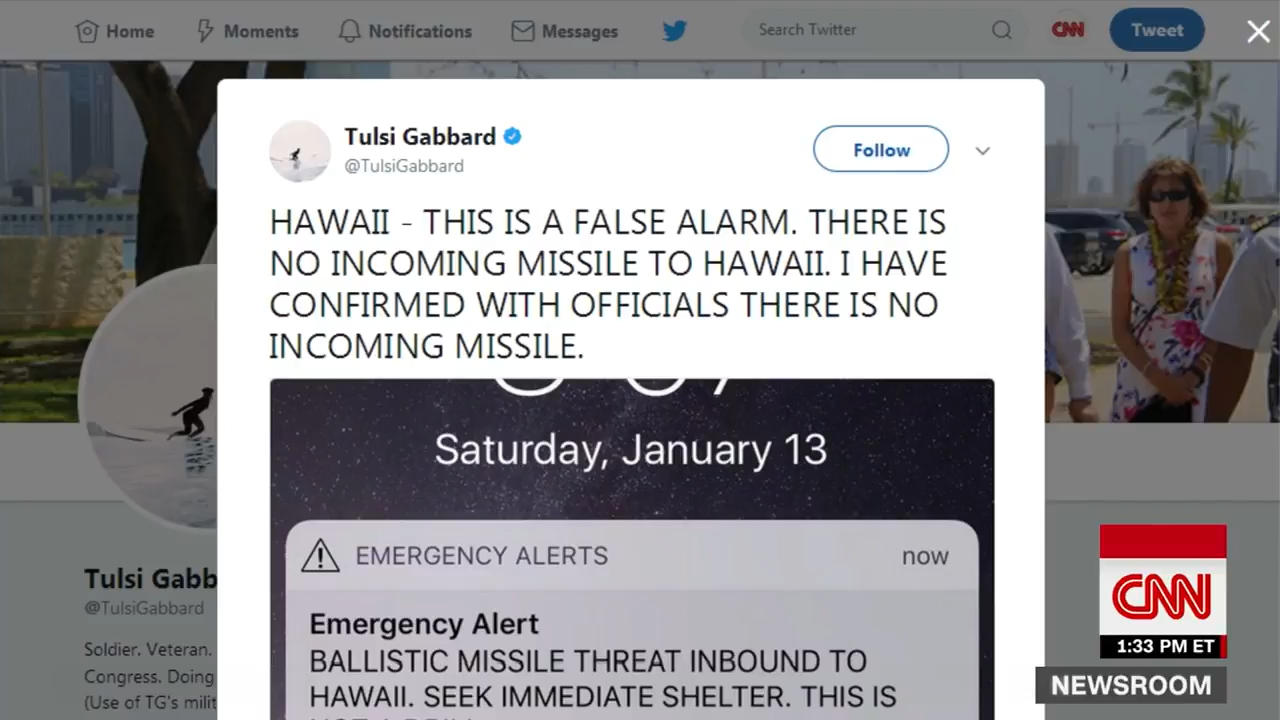 Home
Moments
Notifications
Messages
Search Twitter
CNN
Tweet
Tulsi Gabbard
@TulsiGabbard
Follow
HAWAII - THIS IS A FALSE ALARM. THERE IS
NO INCOMING MISSILE TO HAWAII. I HAVE
CONFIRMED WITH OFFICIALS THERE IS NO
INCOMING MISSILE.
Saturday, January 13
EMERGENCY ALERTS
now
Emergency Alert
BALLISTIC MISSILE THREAT INBOUND TO
HAWAII. SEEK IMMEDIATE SHELTER. THIS IS
Tulsi Gabb
@TulsiGabbard
Soldier. Veteran.
Congress. Doing
(Use of TG's milit
CNN
1:33 PM ET
NEWSROOM